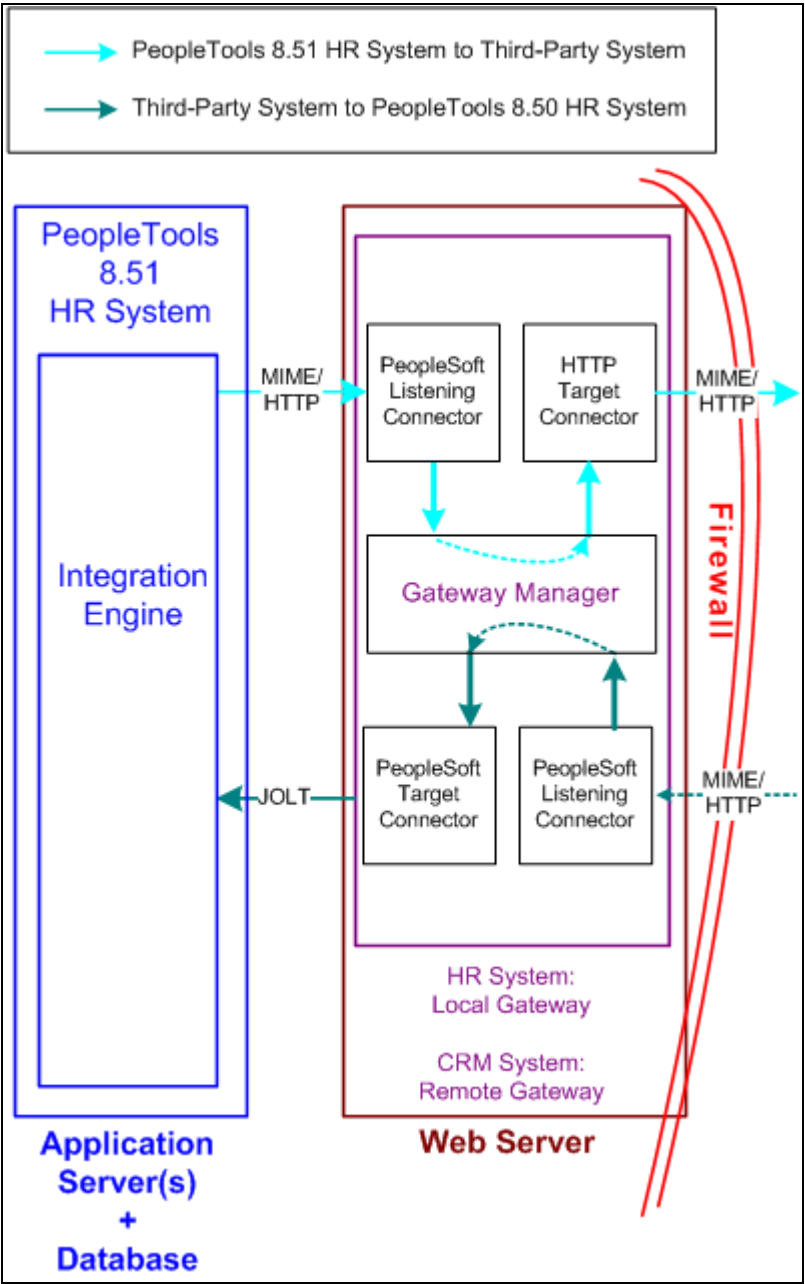 PeopleTools 8.51 HR System to Third-Party System
Third-Party System to PeopleTools 8.50 HR System
PeopleTools
8.51
HR System
Integration
Engine
Application
Server(s)
+
Database
MIME/
HTTP
PeopleSoft
Listening
Connector
HTTP
Target
Connector
MIME/
HTTP
Gateway Manager
Firewall
JOLT
PeopleSoft
Target
Connector
PeopleSoft
Listening
Connector
MIME/
HTTP
HR System:
Local Gateway
CRM System:
Remote Gateway
Web Server